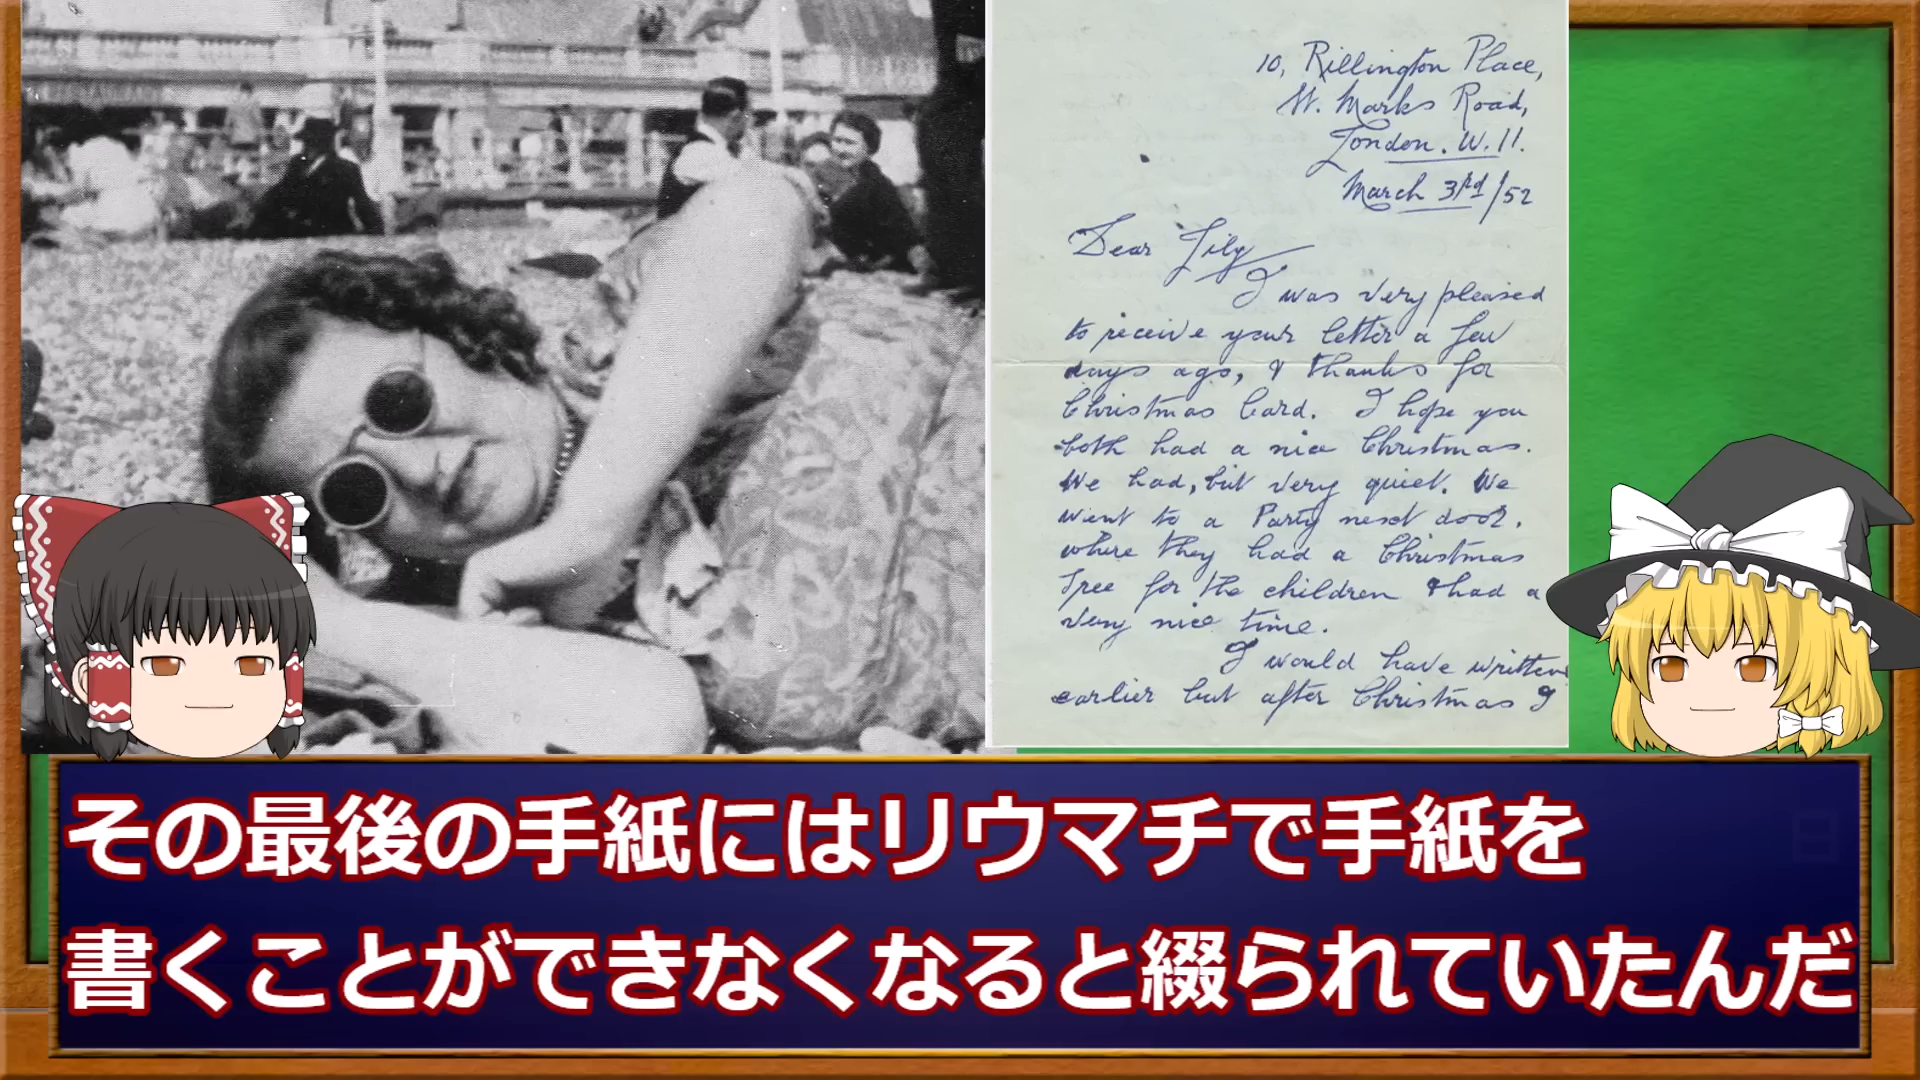 10, Rillington Place,
St. Marks Road,
London. W. 11.
March 3rd/52
Dear Lily
I was very pleased
to receive your letter a few
days ago, & thanks for
Christmas Card. I hope you
both had a nice Christmas.
We had, but very quiet. We
went to a Party next door.
where they had a Christmas
Tree for the children & had a
very nice time.
I would have written
earlier but after Christmas I
その最後の手紙にはリウマチで手紙を
書くことができなくなると綴られていたんだ